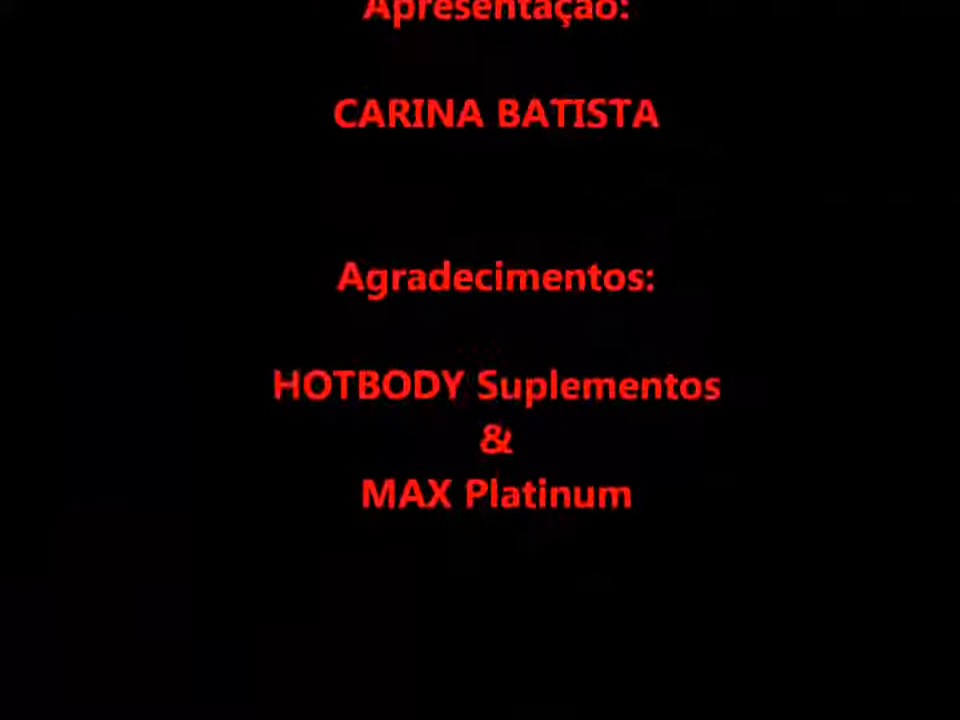 Apresentação:
CARINA BATISTA
Agradecimentos:
HOTBODY Suplementos
&
MAX Platinum